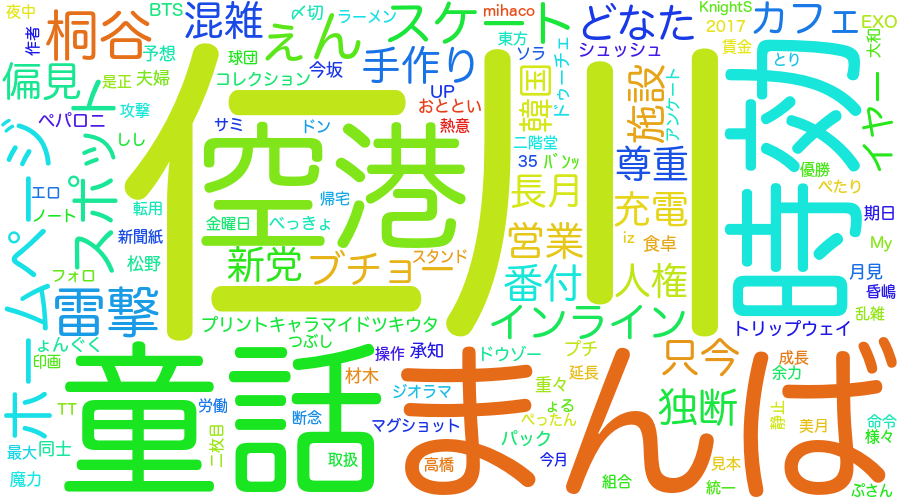 夜中
BTS
〆切
ラーメン
mihaco
スケート
どなた
KnightS
カフェ
EXO
作者
桐谷
混雑
えん
東方
ソラ
シュッシュ
2017
賃金
大和
予想
球団
今坂
手作り
ドゥーチェ
時効
とり
偏見
是正
夫婦
コレクション
UP
韓国
施設
アンケート
イヤー
スポット
攻撃
仁川
おととい
ペパロニ
サミ
ドン
空港
熱意
二階堂
しし
35
バンッ
尊重
優勝
ホームページ
エロ
ノート
転用
帰宅
長月
充電
ぺたり
期日
新聞紙
金曜日
べっきょ
営業
iz
食卓
My
フォロ
松野
新党
ブチョー
スタンド
番付
人権
月見
昏嶋
雷撃
プリントキャラマイドツキウタ
インライン
トリップウェイ
乱雑
ょんぐく
つぶし
操作
承知
ドウゾー
プチ
只今
成長
印画
童話
材木
ジオラマ
まんば
重々
延長
余力
TT
労働
断念
マグショット
ょる
ぺったん
独断
静止
美月
命令
様々
最大
同士
二枚目
取扱
高橋
パック
今月
見本
魔力
組合
統一
ぷさん